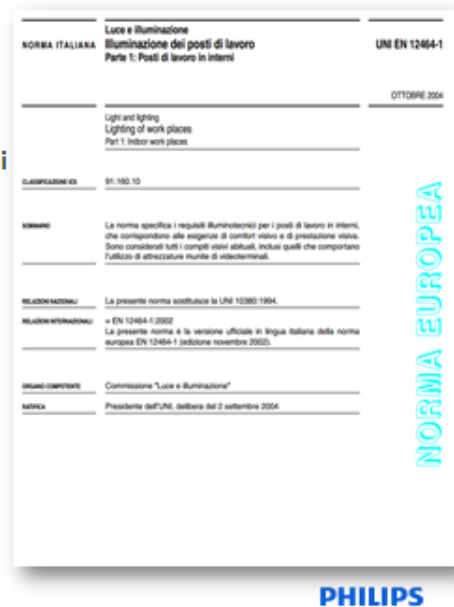 Luce e illuminazione
NORMA ITALIANA Illuminazione dei posti di lavoro UNI EN 12464-1
Parte 1: Posti di lavoro in interni
OTTOBRE 2004
Light and lighting
Lighting of work places
Part 1: Indoor work places
i
CLASSIFICAZIONE ICS 91.160.10
SOMMARIO La norma specifica i requisiti illuminotecnici per i posti di lavoro in interni,
che corrispondono alle esigenze di comfort visivo e di prestazione visiva.
Sono considerati tutti i compiti visivi abituali, inclusi quelli che comportano
l'utilizzo di attrezzature munite di videoterminali.
RELAZIONI NAZIONALI La presente norma sostituisce la UNI 10380:1994.
RELAZIONI INTERNAZIONALI = EN 12464-1:2002
La presente norma è la versione ufficiale in lingua italiana della norma
europea EN 12464-1 (edizione novembre 2002).
ORGANO COMPETENTE Commissione "Luce e illuminazione"
RATIFICA Presidente dell'UNI, delibera del 2 settembre 2004
NORMA EUROPEA
PHILIPS